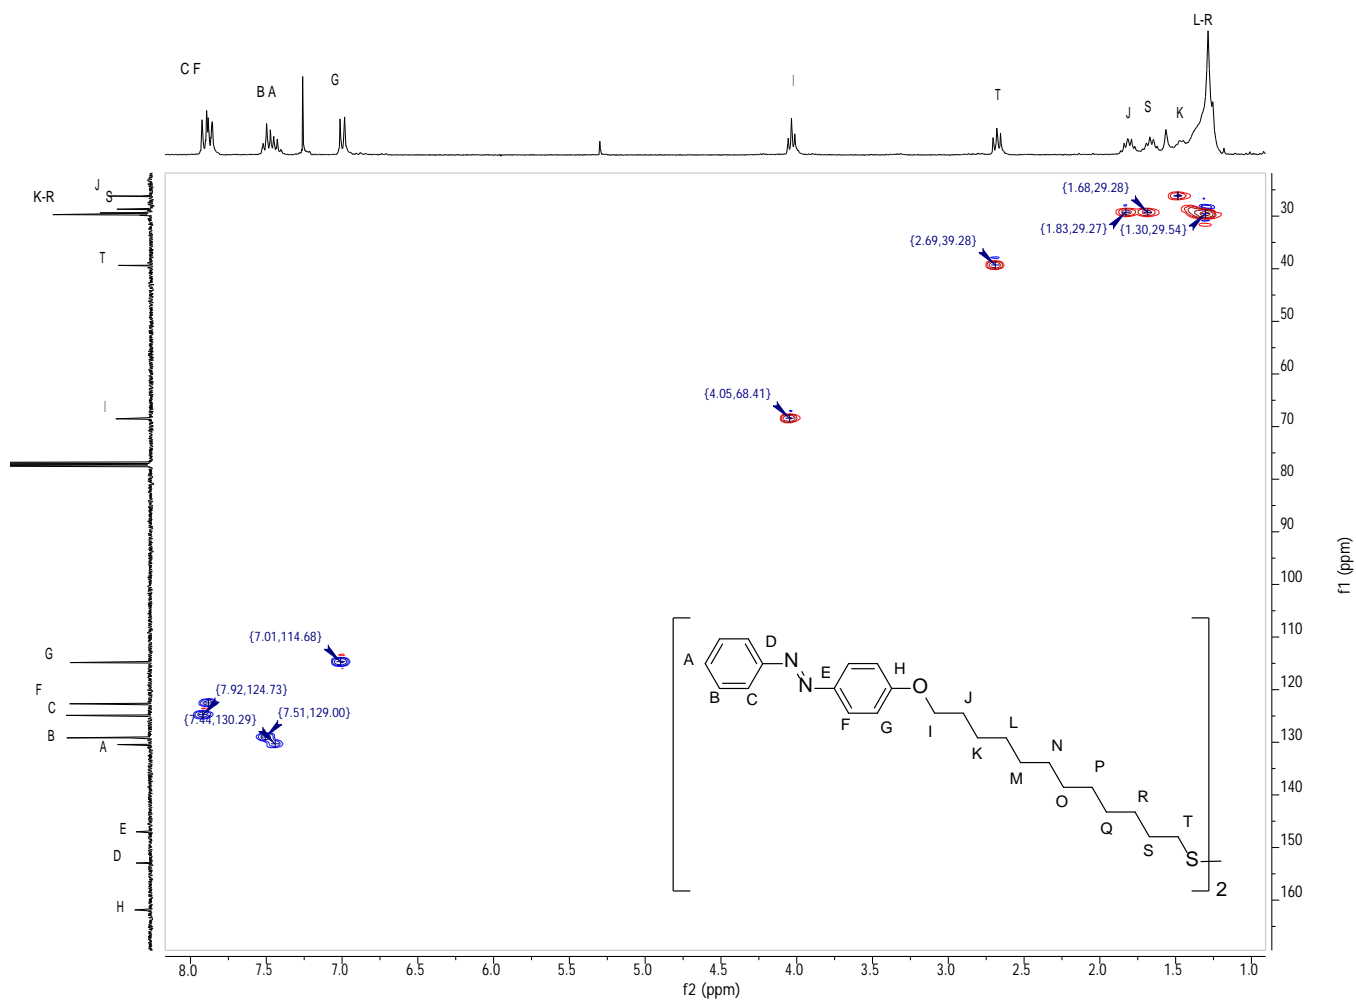 L-R
C F
B A
G
I
T
J
S
K
J
K-R
S
T
I
G
F
C
B
A
E
D
H
{1.68,29.28}
{1.83,29.27}
{1.30,29.54}
{2.69,39.28}
{4.05,68.41}
{7.01,114.68}
{7.92,124.73}
{7.44,130.29}
{7.51,129.00}
30
40
50
60
70
80
90
100
110
120
130
140
150
160
f1 (ppm)
D
A
N
N
B
C
E
H
O
F
G
J
I
L
K
N
M
P
O
R
Q
T
S
S
2
8.0 7.5 7.0 6.5 6.0 5.5 5.0 4.5 4.0 3.5 3.0 2.5 2.0 1.5 1.0
f2 (ppm)